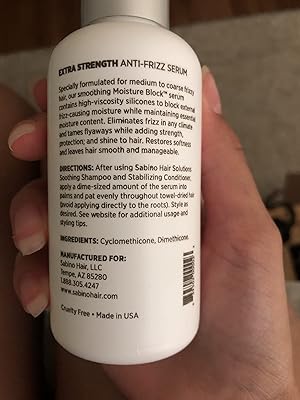 EXTRA STRENGTH ANTI-FRIZZ SERUM
Specially formulated for medium to coarse frizzy
hair, our smoothing Moisture Block™ serum
contains high-viscosity silicones to block external
frizz-causing moisture while maintaining essential
moisture content. Eliminates frizz in any climate
and tames flyaways while adding strength,
protection, and shine to hair. Restores softness
and leaves hair smooth and manageable.
DIRECTIONS: After using Sabino Hair Solutions
Soothing Shampoo and Stabilizing Conditioner,
apply a dime-sized amount of the serum into
palms and pat evenly throughout towel-dried hair
(avoid applying directly to the roots). Style as
desired. See website for additional usage and
styling tips.
INGREDIENTS: Cyclomethicone, Dimethicone.
MANUFACTURED FOR:
Sabino Hair, LLC
Tempe, AZ 85280
1.888.305.4247
www.sabinohair.com
Cruelty Free • Made in USA